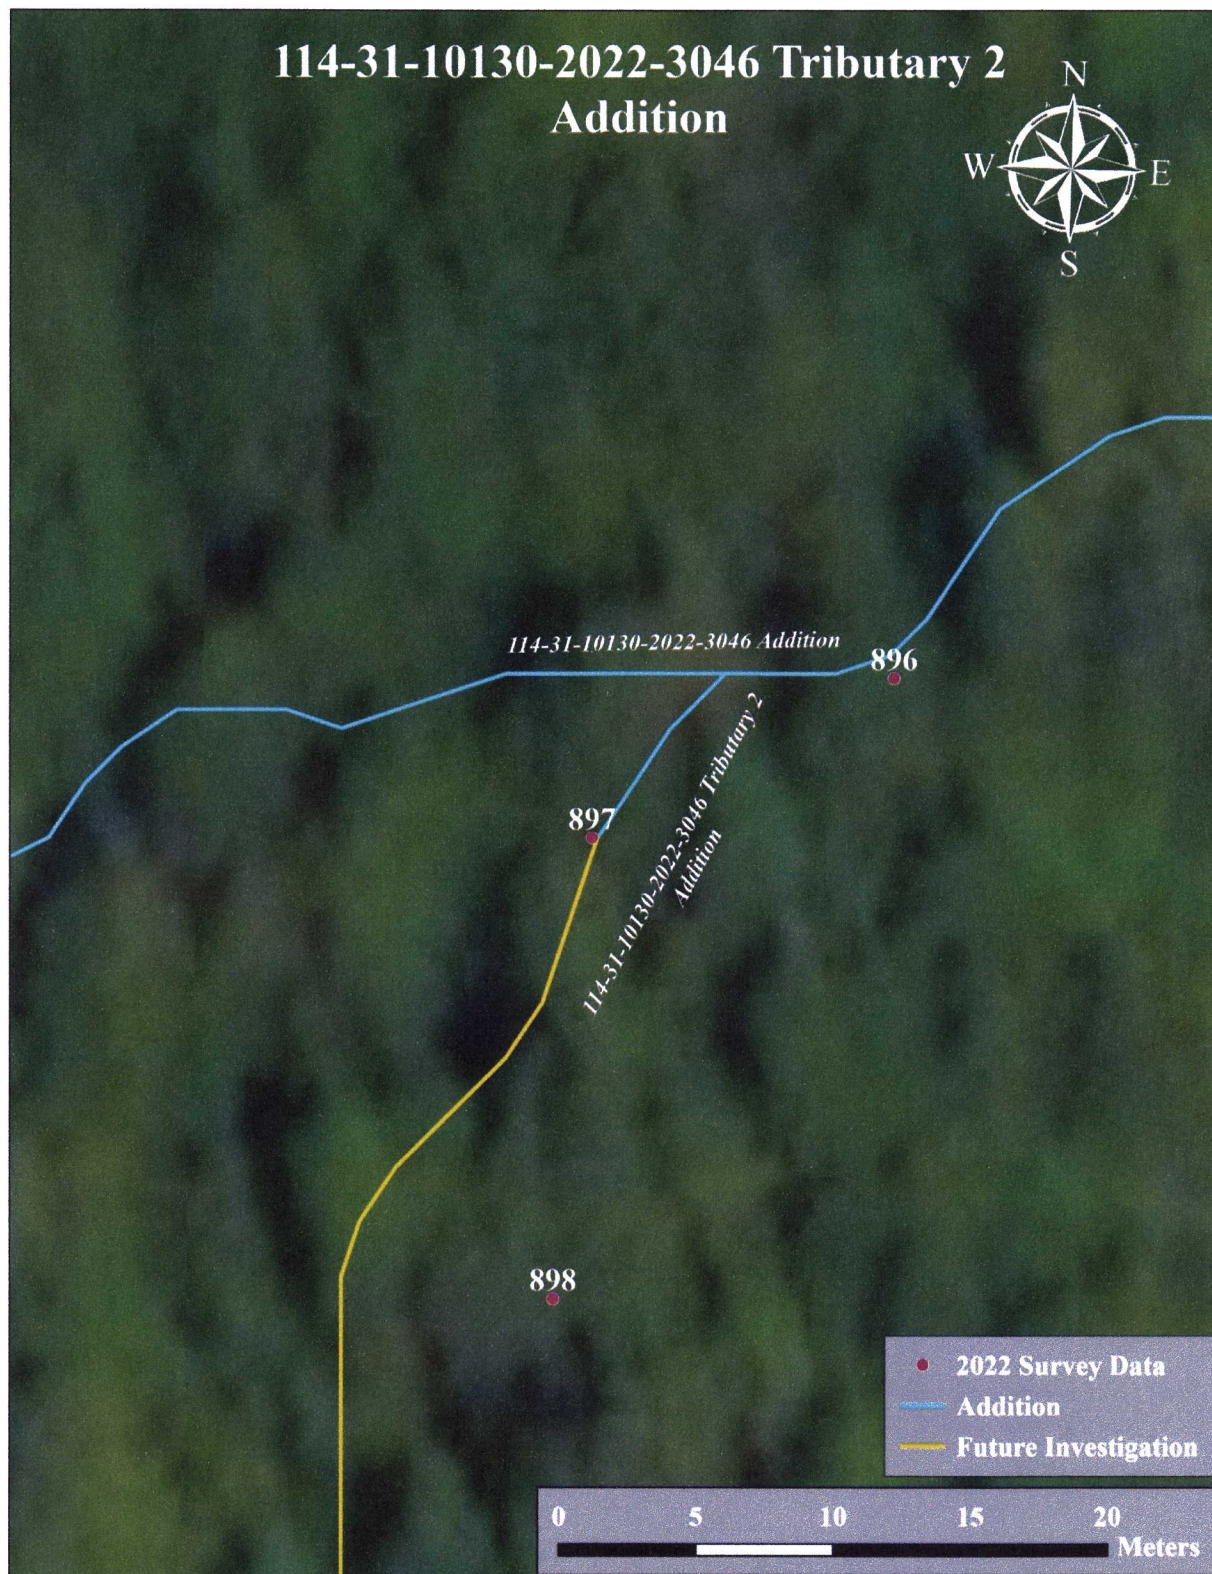 114-31-10130-2022-3046 Tributary 2
Addition
N
W
E
S
114-31-10130-2022-3046 Addition
896
114-31-10130-2022-3046 Tributary 2
Addition
897
898
2022 Survey Data
Addition
Future Investigation
0 5 10 15 20
Meters